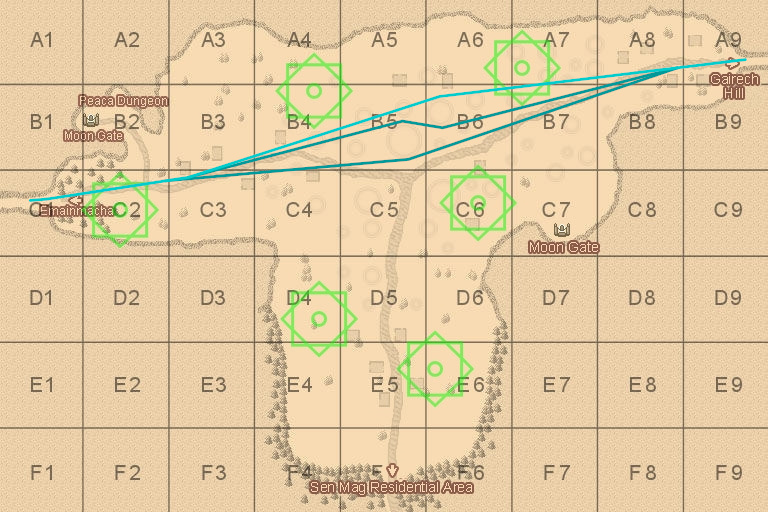 A1 A2 A3 A4 A5 A6 A7 A8 A9
Gairech
Hill
Peaca Dungeon
B1 B2 B3 B4 B5 B6 B7 B8 B9
Moon Gate
C1 C2 C3 C4 C5 C6 C7 C8 C9
Emainmacha
Moon Gate
D1 D2 D3 D4 D5 D6 D7 D8 D9
E1 E2 E3 E4 E5 E6 E7 E8 E9
F1 F2 F3 F4 F5 F6 F7 F8 F9
Sen Mag Residential Area